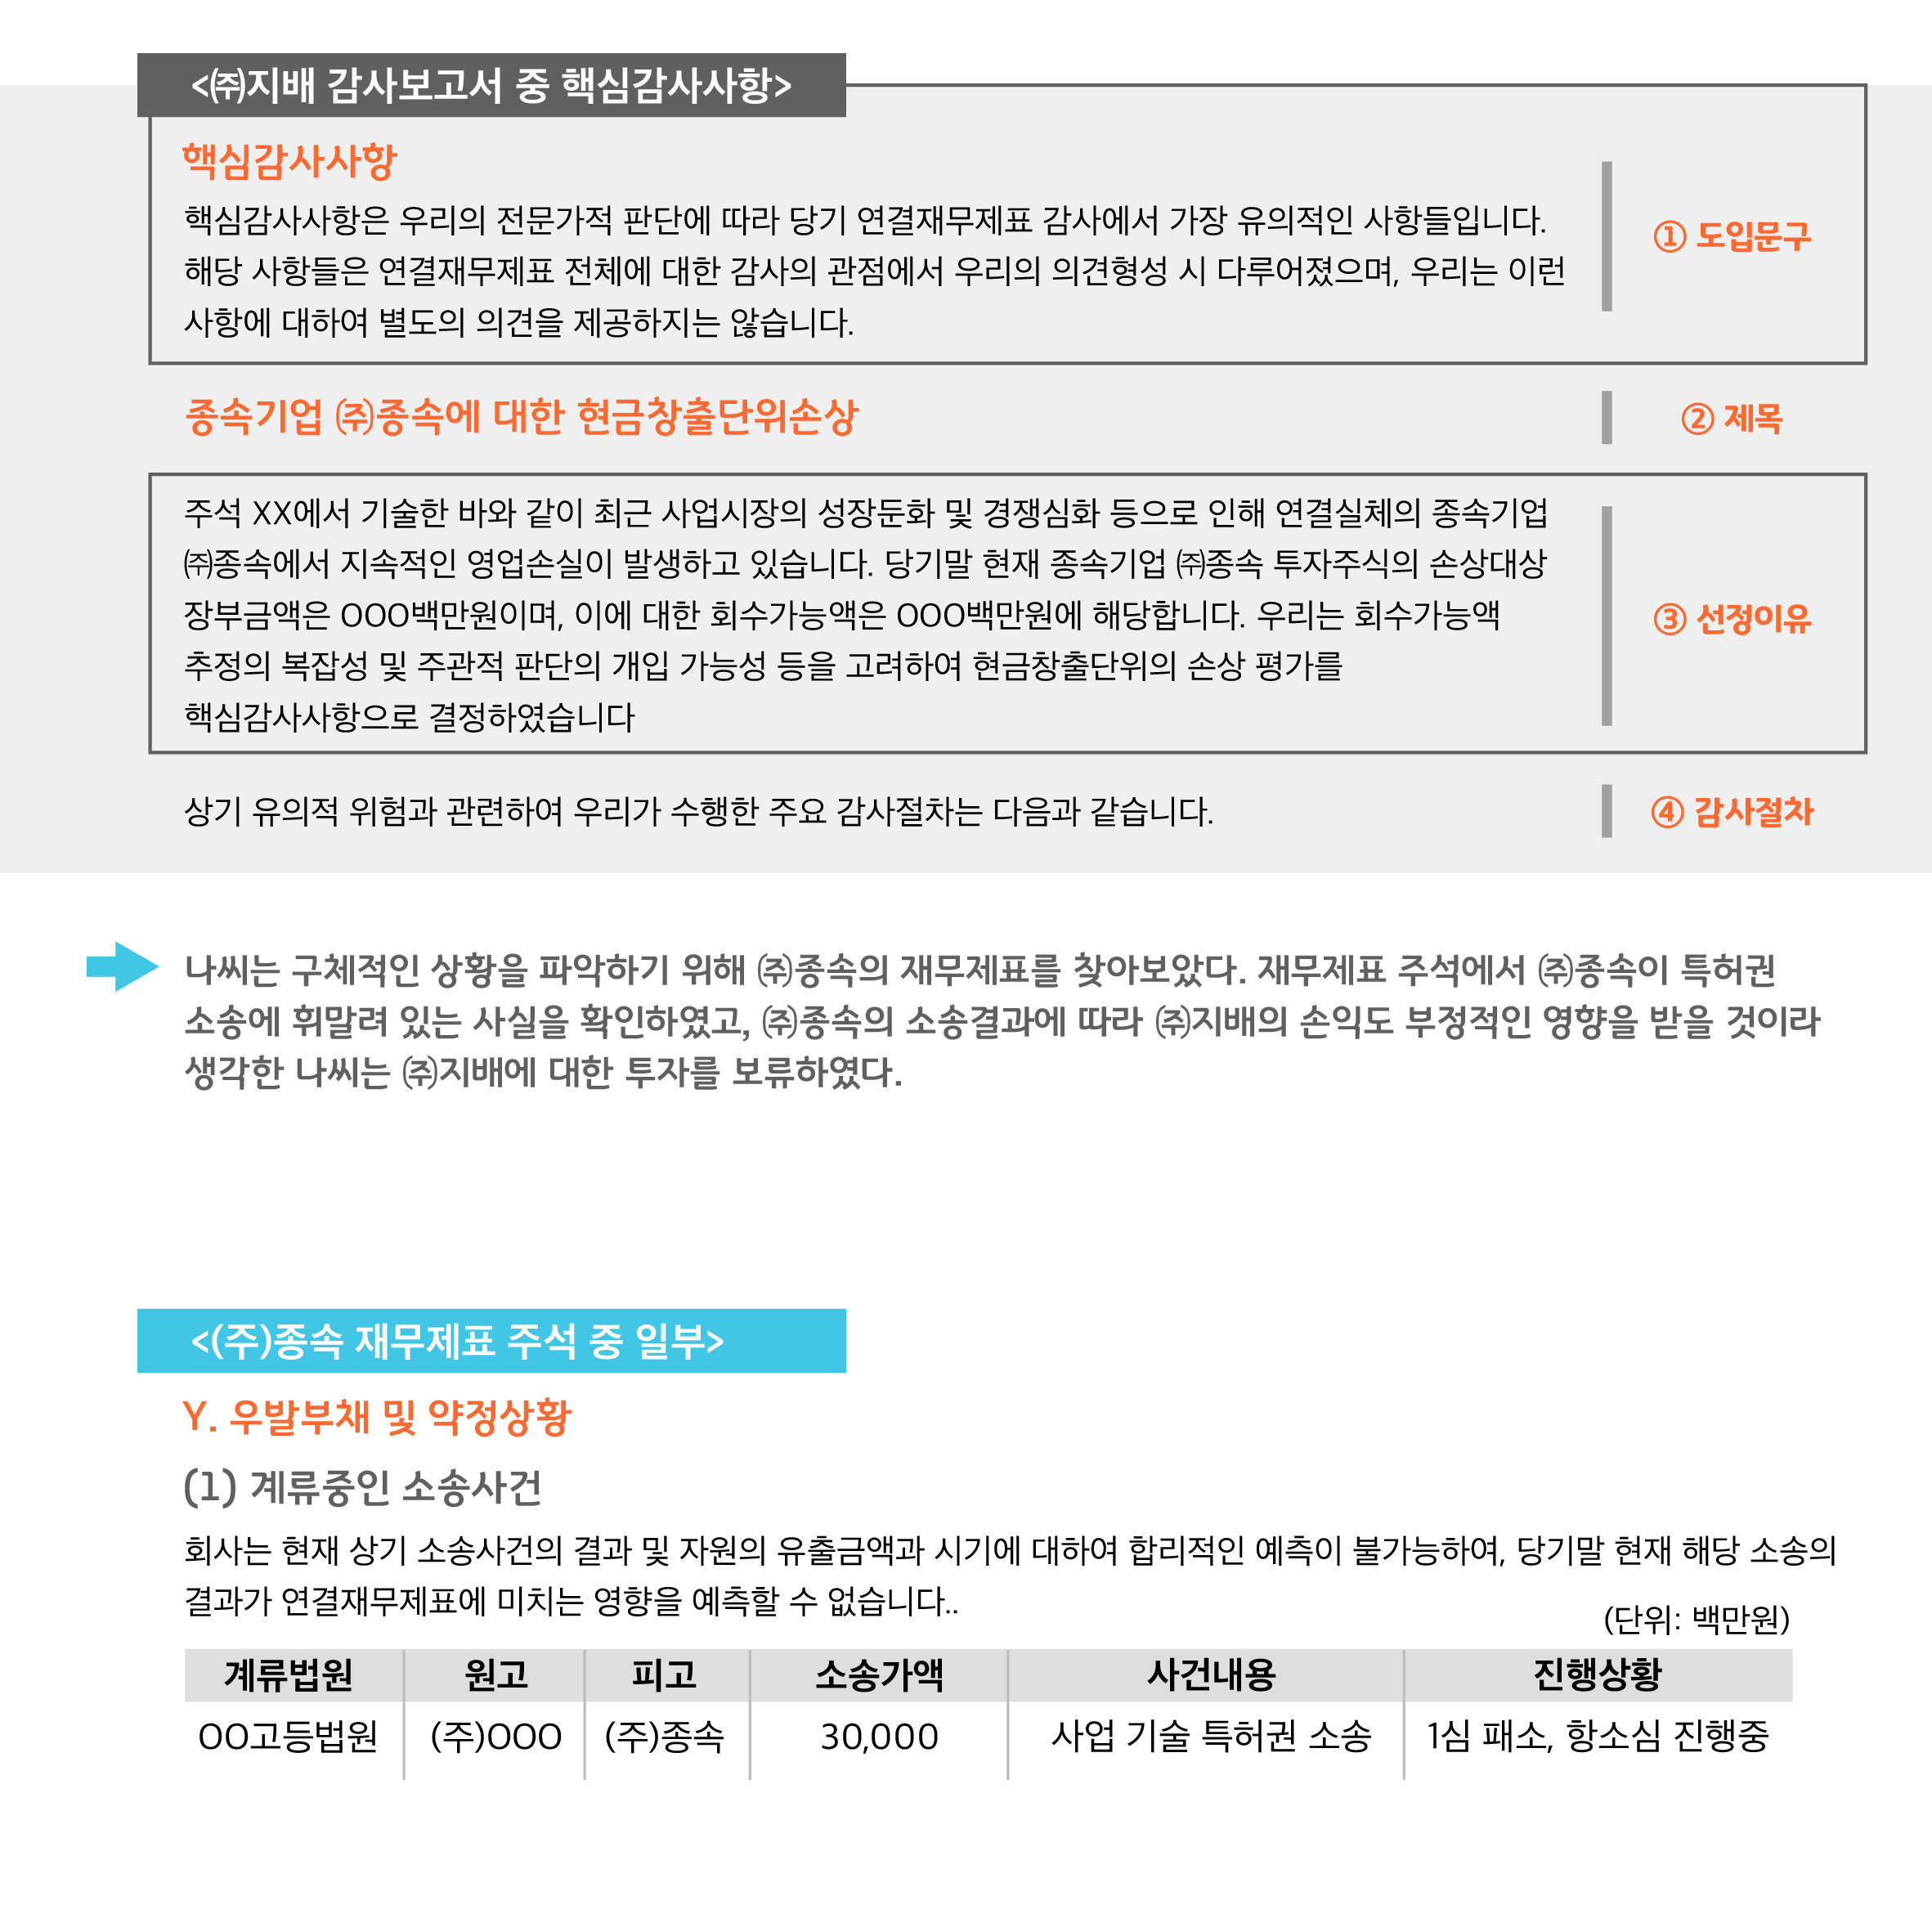 <㈜지배 감사보고서 중 핵심감사사항>
핵심감사사항
핵심감사사항은 우리의 전문가적 판단에 따라 당기 연결재무제표 감사에서 가장 유의적인 사항들입니다.
해당 사항들은 연결재무제표 전체에 대한 감사의 관점에서 우리의 의견형성 시 다루어졌으며, 우리는 이런
사항에 대하여 별도의 의견을 제공하지는 않습니다.
① 도입문구
종속기업 ㈜종속에 대한 현금창출단위손상
② 제목
주석 XX에서 기술한 바와 같이 최근 사업시장의 성장둔화 및 경쟁심화 등으로 인해 연결실체의 종속기업
㈜종속에서 지속적인 영업손실이 발생하고 있습니다. 당기말 현재 종속기업 ㈜종속 투자주식의 손상대상
장부금액은 OOO백만원이며, 이에 대한 회수가능액은 OOO백만원에 해당합니다. 우리는 회수가능액
추정의 복잡성 및 주관적 판단의 개입 가능성 등을 고려하여 현금창출단위의 손상 평가를
핵심감사사항으로 결정하였습니다
③ 선정이유
상기 유의적 위험과 관련하여 우리가 수행한 주요 감사절차는 다음과 같습니다.
④ 감사절차
나씨는 구체적인 상황을 파악하기 위해 ㈜종속의 재무제표를 찾아보았다. 재무제표 주석에서 ㈜종속이 특허권
소송에 휘말려 있는 사실을 확인하였고, ㈜종속의 소송결과에 따라 ㈜지배의 손익도 부정적인 영향을 받을 것이라
생각한 나씨는 ㈜지배에 대한 투자를 보류하였다.
<(주)종속 재무제표 주석 중 일부>
Y. 우발부채 및 약정상황
(1) 계류중인 소송사건
회사는 현재 상기 소송사건의 결과 및 자원의 유출금액과 시기에 대하여 합리적인 예측이 불가능하여, 당기말 현재 해당 소송의
결과가 연결재무제표에 미치는 영향을 예측할 수 없습니다..
(단위: 백만원)
계류법원 원고 피고 소송가액 사건내용 진행상황
OO고등법원 (주)OOO (주)종속 30,000 사업 기술 특허권 소송 1심 패소, 항소심 진행중